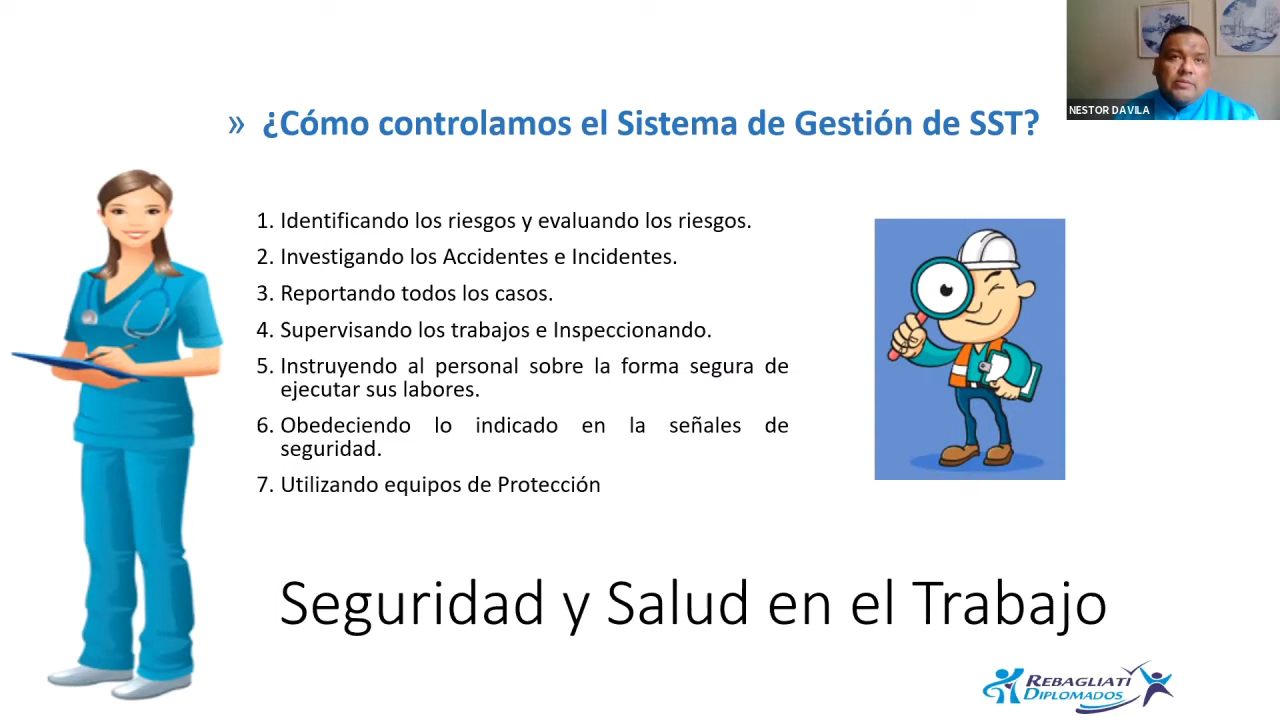 NESTOR DAVILA
» ¿Cómo controlamos el Sistema de Gestión de SST?
1. Identificando los riesgos y evaluando los riesgos.
2. Investigando los Accidentes e Incidentes.
3. Reportando todos los casos.
4. Supervisando los trabajos e Inspeccionando.
5. Instruyendo al personal sobre la forma segura de
ejecutar sus labores.
6. Obedeciendo lo indicado en la señales de
seguridad.
7. Utilizando equipos de Protección
Seguridad y Salud en el Trabajo
REBAGLIATI
DIPLOMADOS